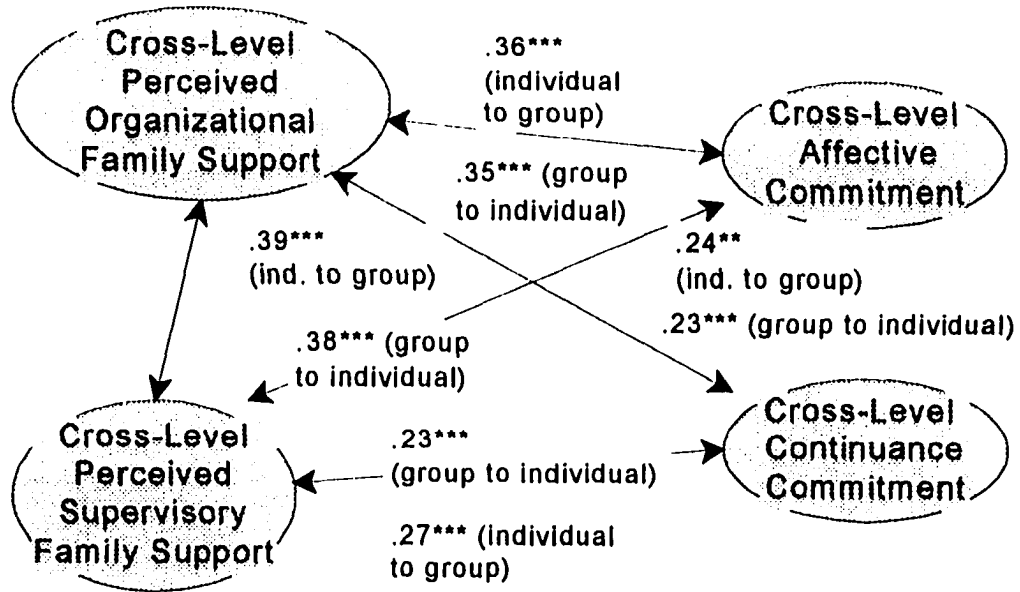 Cross-Level
Perceived
Organizational
Family Support
.36***
(individual
to group)
Cross-Level
Affective
Commitment
.35*** (group
to individual)
.39***
(ind. to group)
.24**
(ind. to group)
.23*** (group to individual)
.38*** (group
to individual)
Cross-Level
Perceived
Supervisory
Family Support
.23***
(group to individual)
.27*** (individual
to group)
Cross-Level
Continuance
Commitment